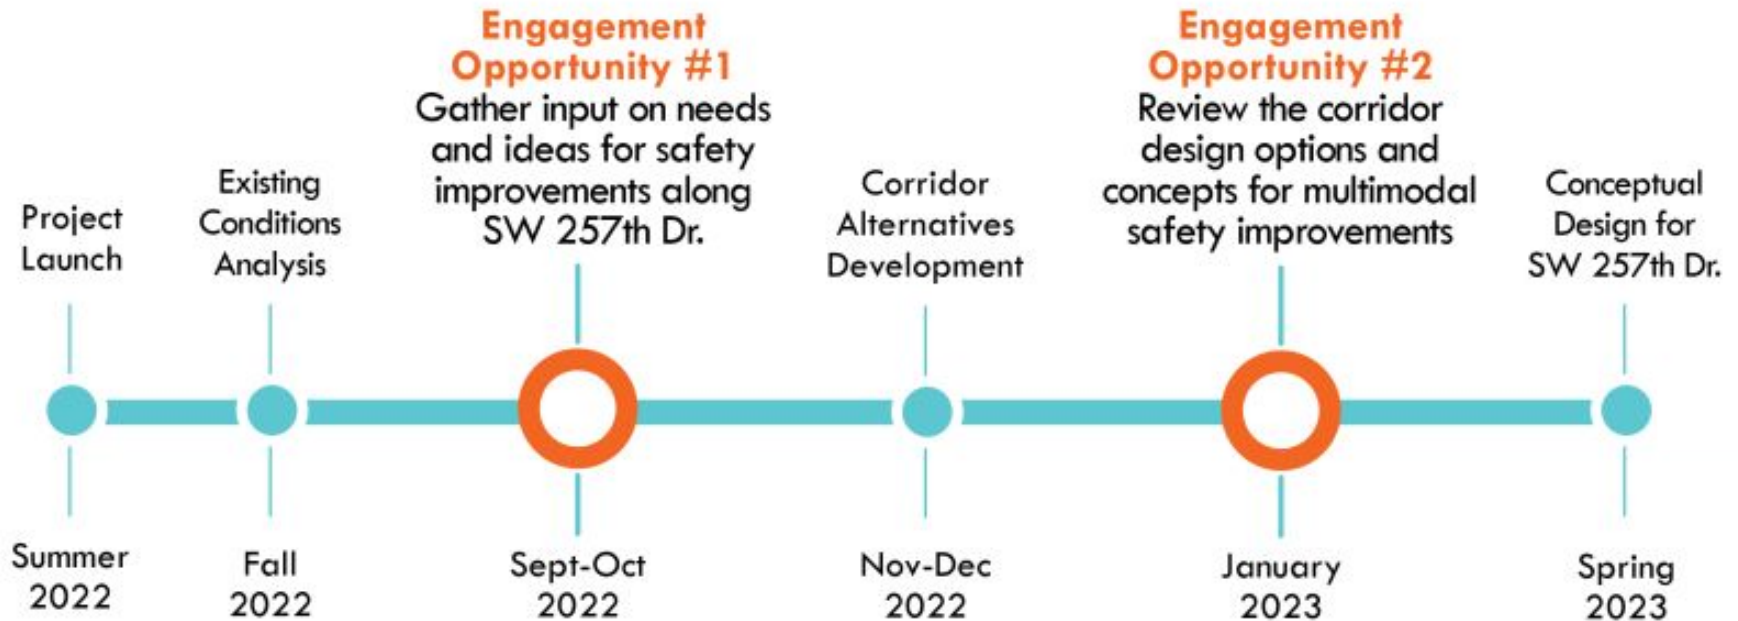 Project
Launch
Summer
2022
Existing
Conditions
Analysis
Fall
2022
Engagement
Opportunity #1
Gather input on needs
and ideas for safety
improvements along
SW 257th Dr.
Sept-Oct
2022
Corridor
Alternatives
Development
Nov-Dec
2022
Engagement
Opportunity #2
Review the corridor
design options and
concepts for multimodal
safety improvements
January
2023
Conceptual
Design for
SW 257th Dr.
Spring
2023